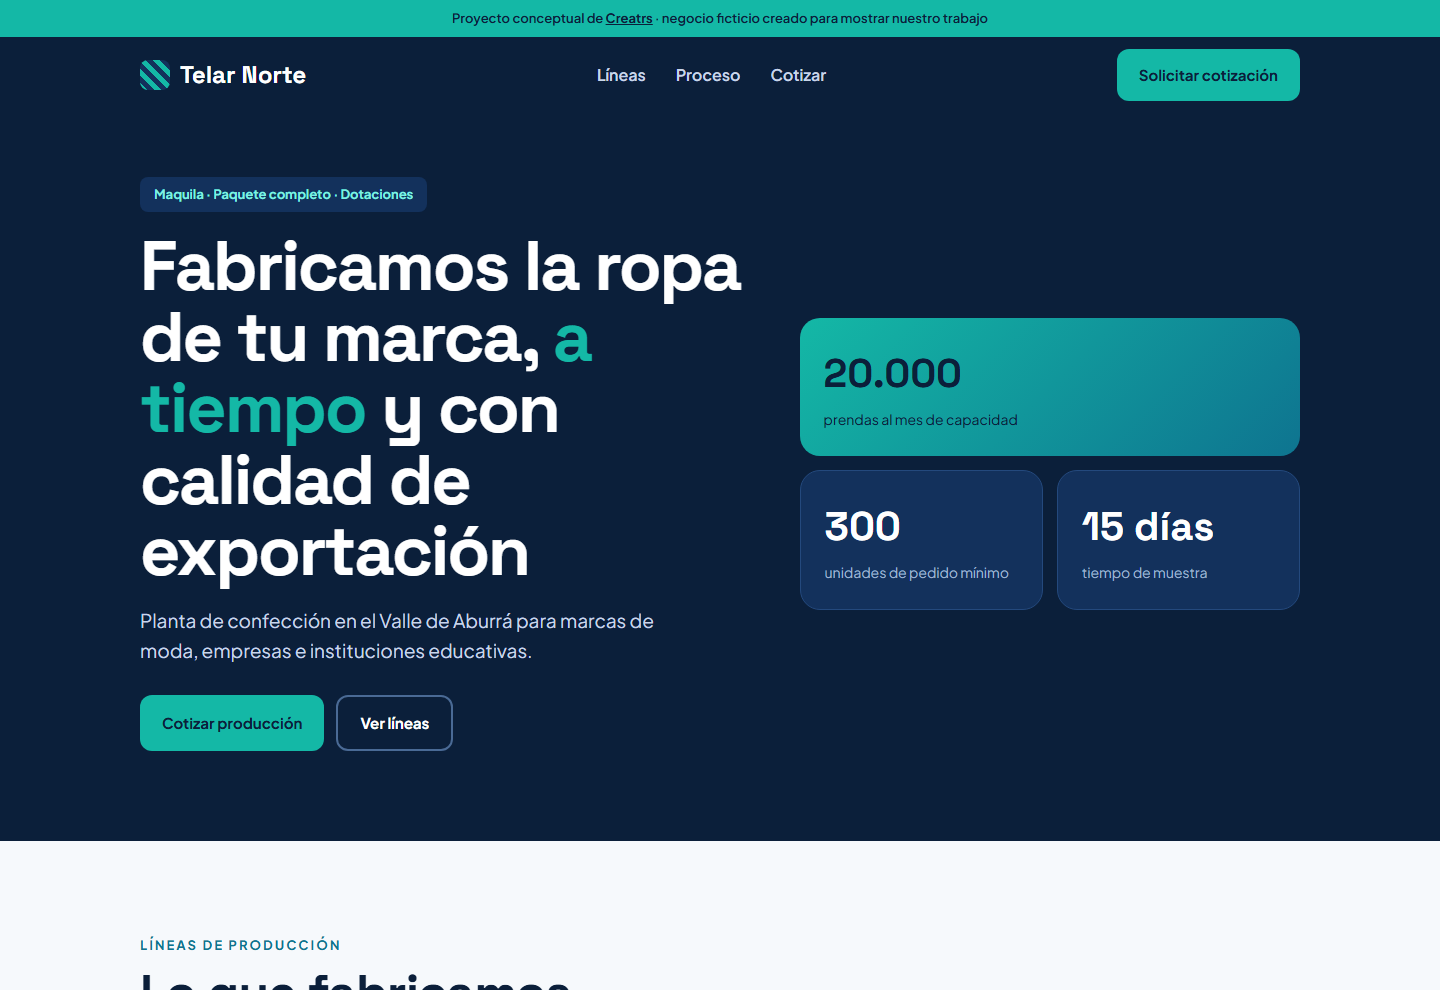 Proyecto conceptual de Creatrs · negocio ficticio creado para mostrar nuestro trabajo
Telar Norte
Líneas
Proceso
Cotizar
Solicitar cotización
Maquila · Paquete completo · Dotaciones
Fabricamos la ropa
de tu marca, a
tiempo y con
calidad de
exportación
Planta de confección en el Valle de Aburrá para marcas de
moda, empresas e instituciones educativas.
Cotizar producción
Ver líneas
20.000
prendas al mes de capacidad
300
unidades de pedido mínimo
15 días
tiempo de muestra
LÍNEAS DE PRODUCCIÓN
Lo que fabricamos